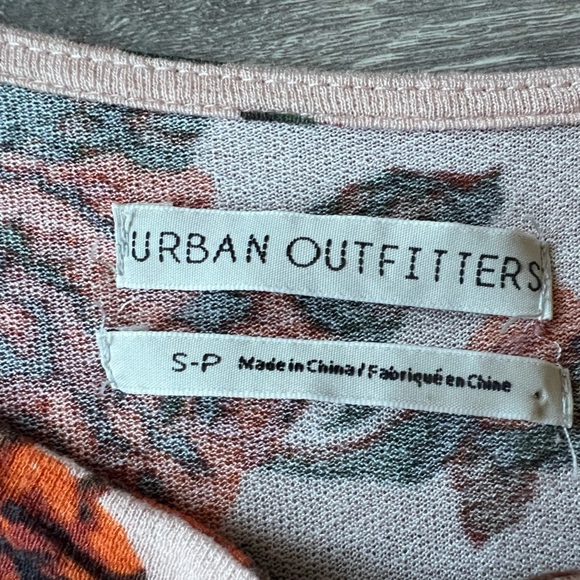 URBAN OUTFITTERS
S-P Made in China / Fabriqué en Chine